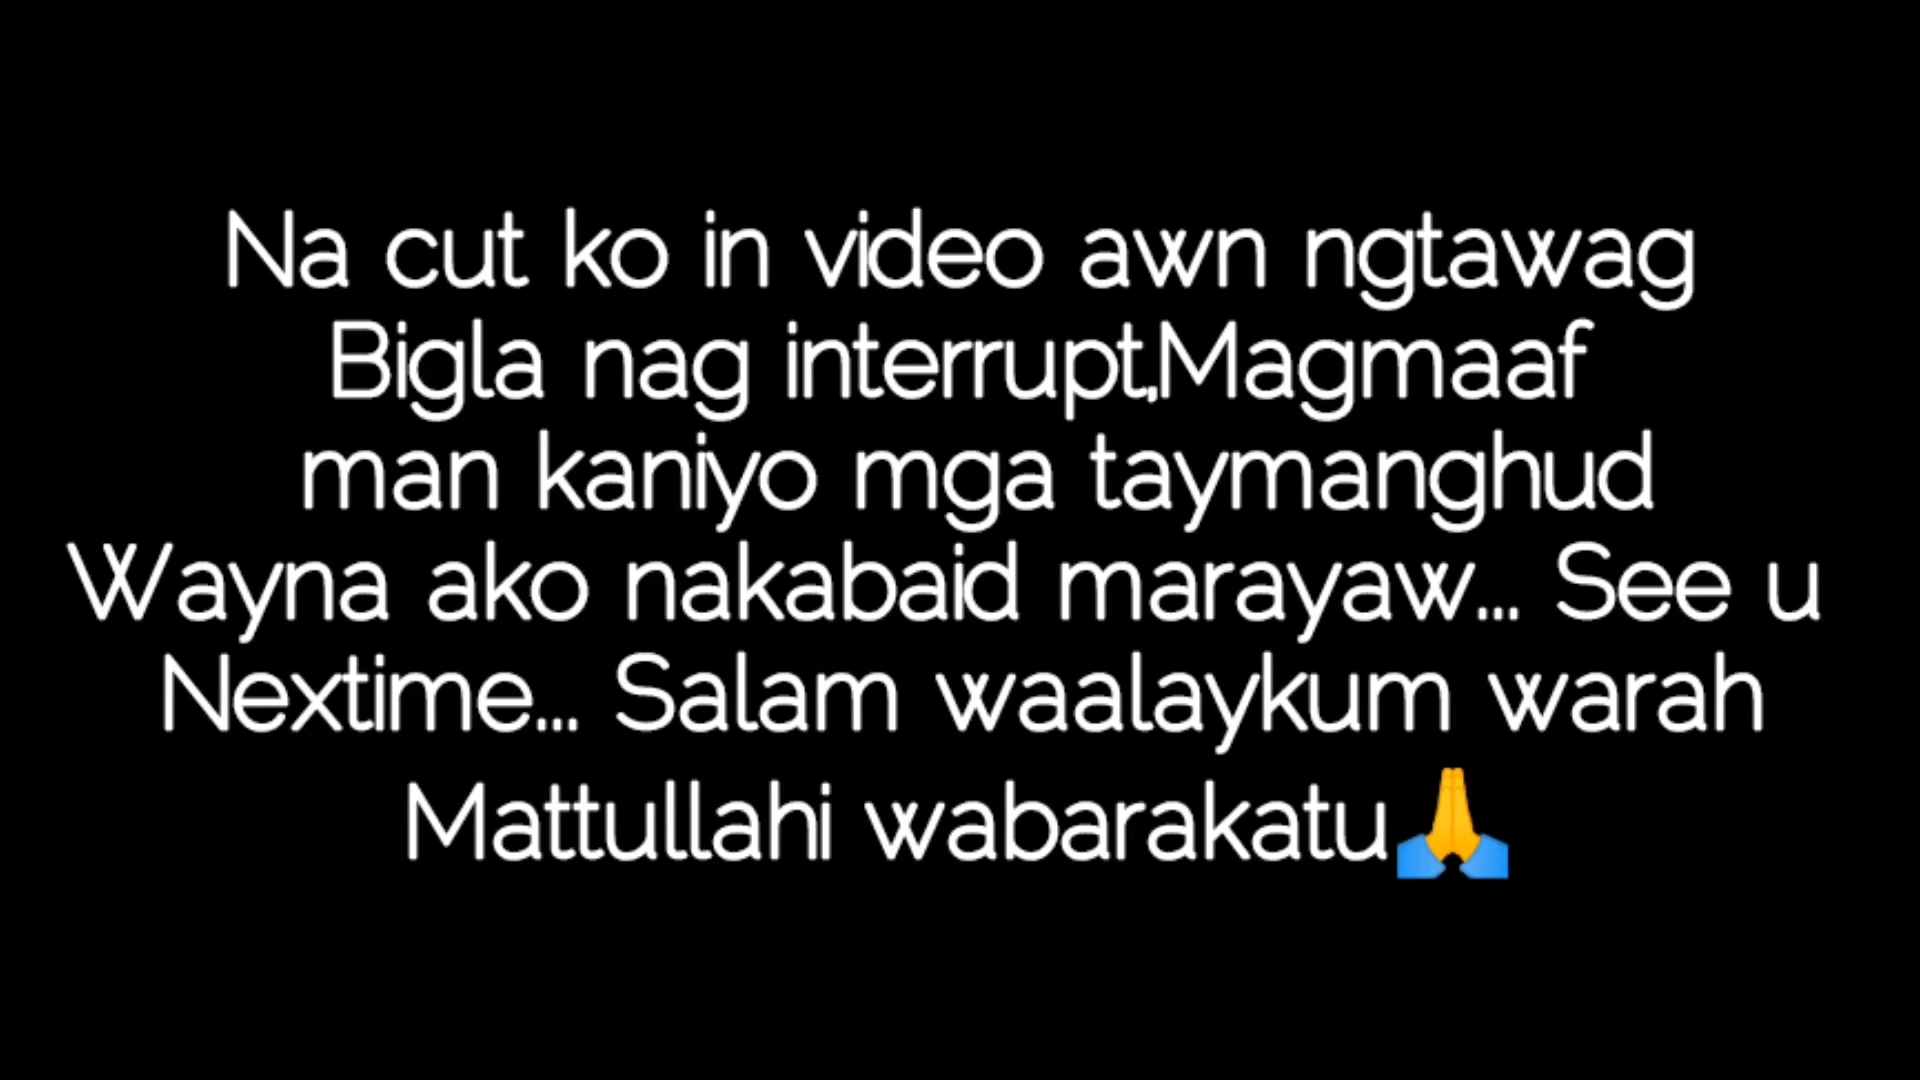 Na cut ko in video awn ngtawag
Bigla nag interrupt,Magmaaf
man kaniyo mga taymanghud
Wayna ako nakabaid marayaw... See u
Nextime... Salam waalaykum warah
Mattullahi wabarakatu🙏